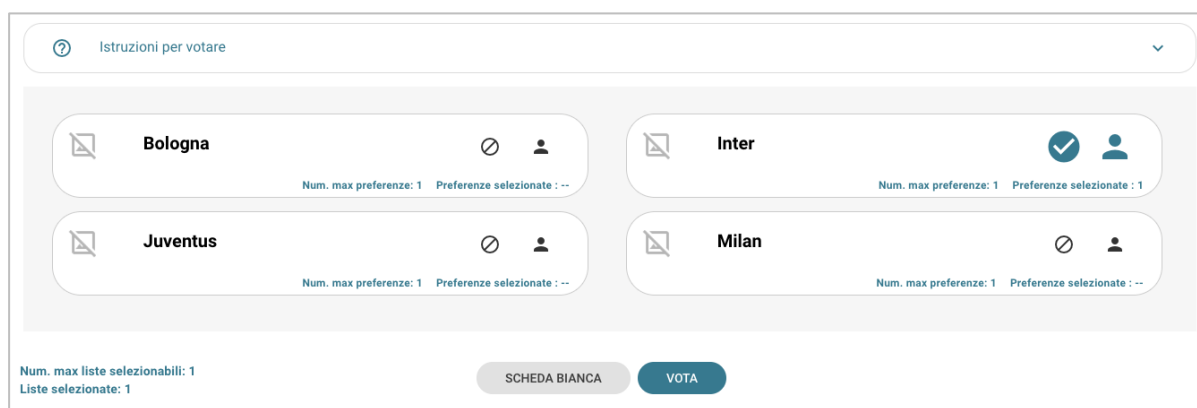 Istruzioni per votare
Bologna
Num. max preferenze: 1 Preferenze selezionate : --
Inter
Num. max preferenze: 1 Preferenze selezionate : 1
Juventus
Num. max preferenze: 1 Preferenze selezionate : --
Milan
Num. max preferenze: 1 Preferenze selezionate : --
Num. max liste selezionabili: 1
Liste selezionate: 1
SCHEDA BIANCA
VOTA